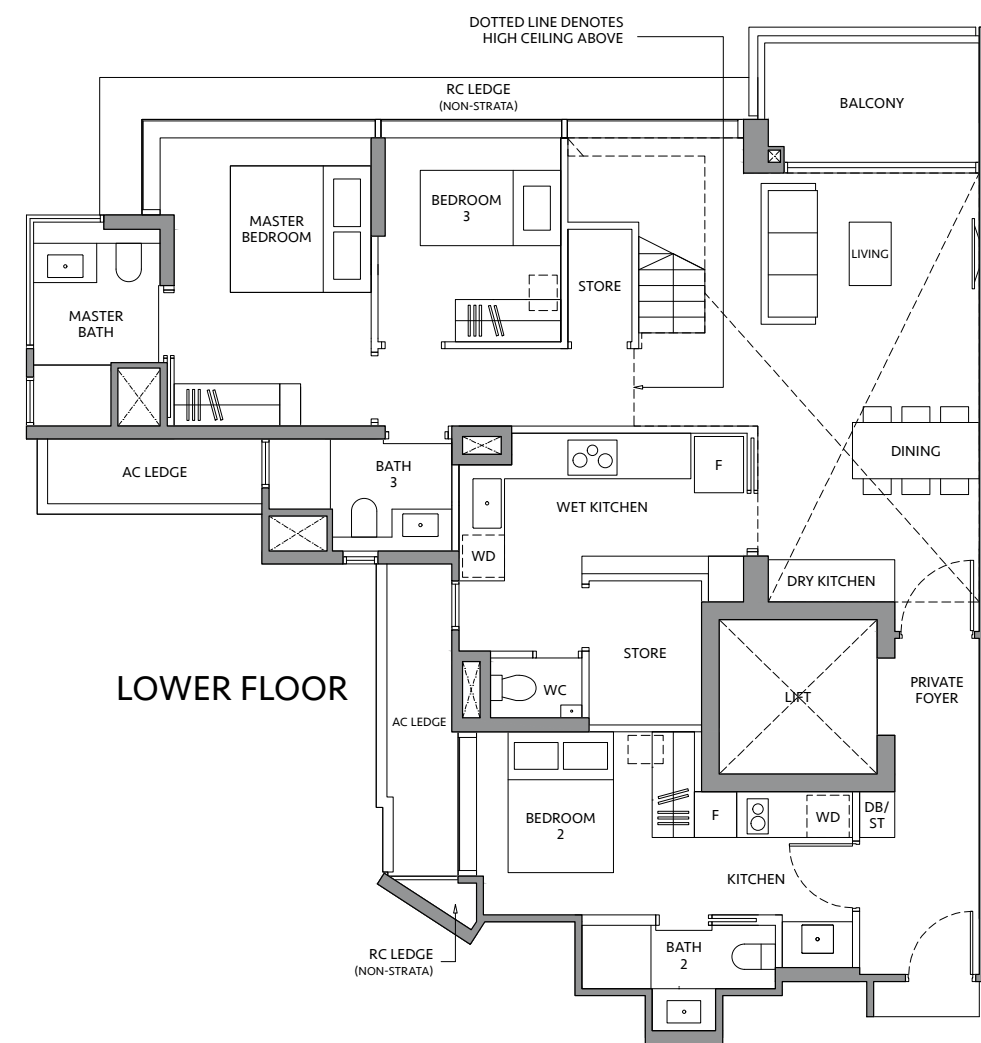 DOTTED LINE DENOTES
HIGH CEILING ABOVE
RC LEDGE
(NON-STRATA)
BALCONY
MASTER
BEDROOM
BEDROOM
3
STORE
LIVING
MASTER
BATH
DINING
AC LEDGE
BATH
3
F
WET KITCHEN
WD
DRY KITCHEN
STORE
LOWER FLOOR
WC
LIFT
PRIVATE
FOYER
AC LEDGE
BEDROOM
2
F
WD
DB/
ST
KITCHEN
BATH
2
RC LEDGE
(NON-STRATA)